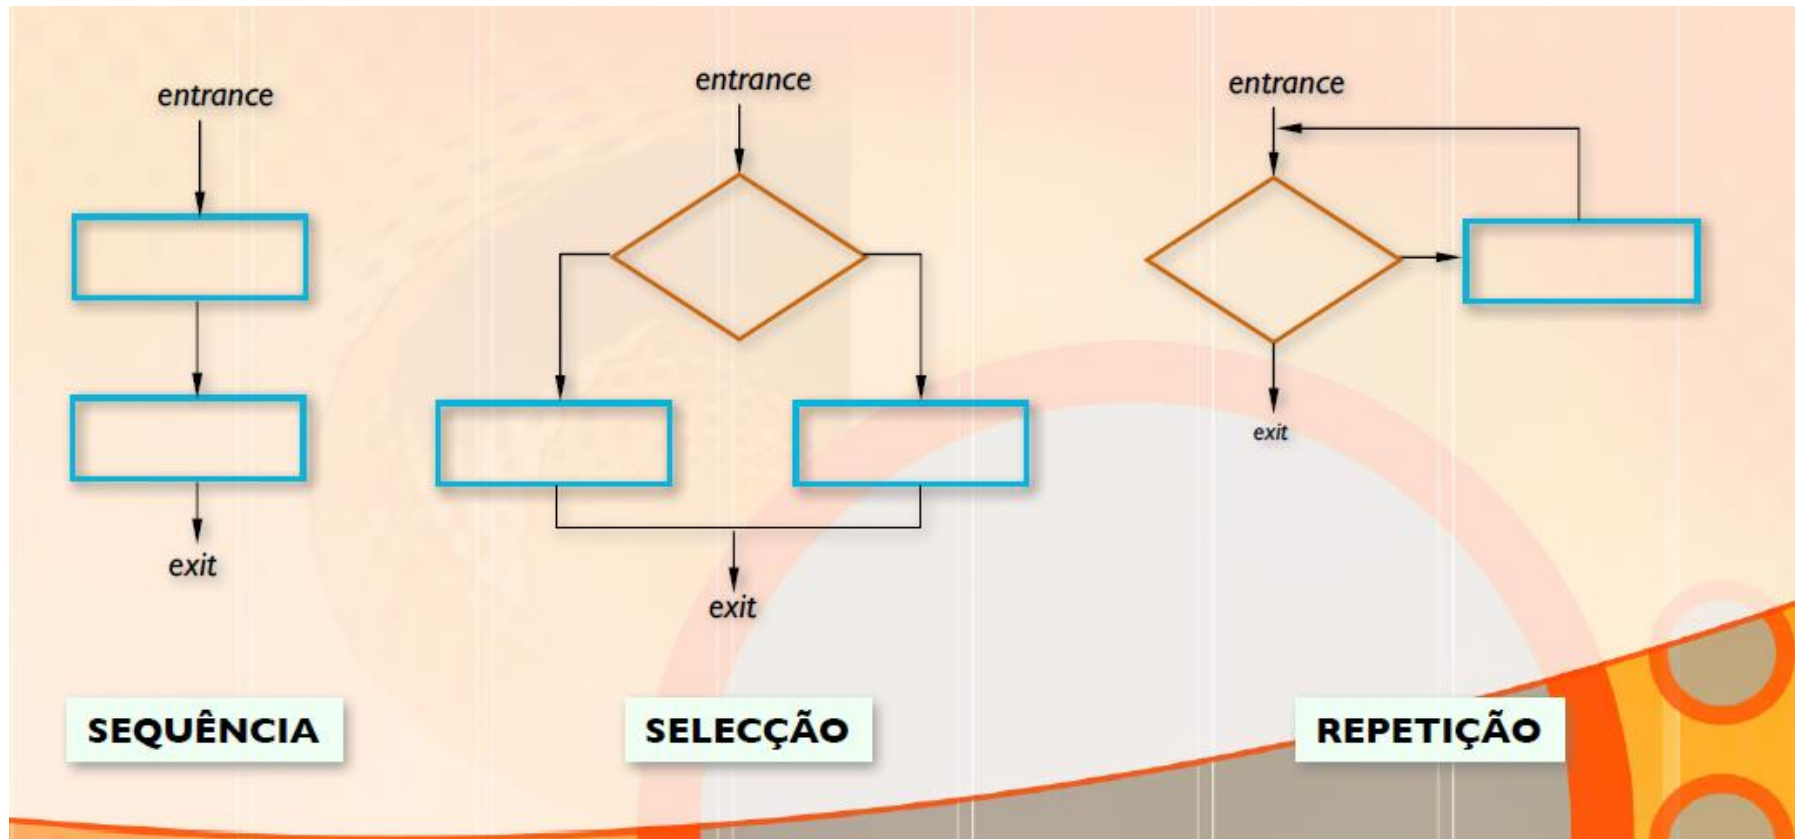 entrance
exit
SEQUÊNCIA
entrance
exit
SELECÇÃO
entrance
exit
REPETIÇÃO